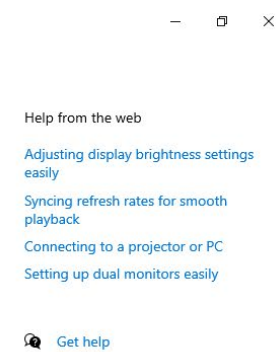 Help from the web
Adjusting display brightness settings
easily
Syncing refresh rates for smooth
playback
Connecting to a projector or PC
Setting up dual monitors easily
Get help